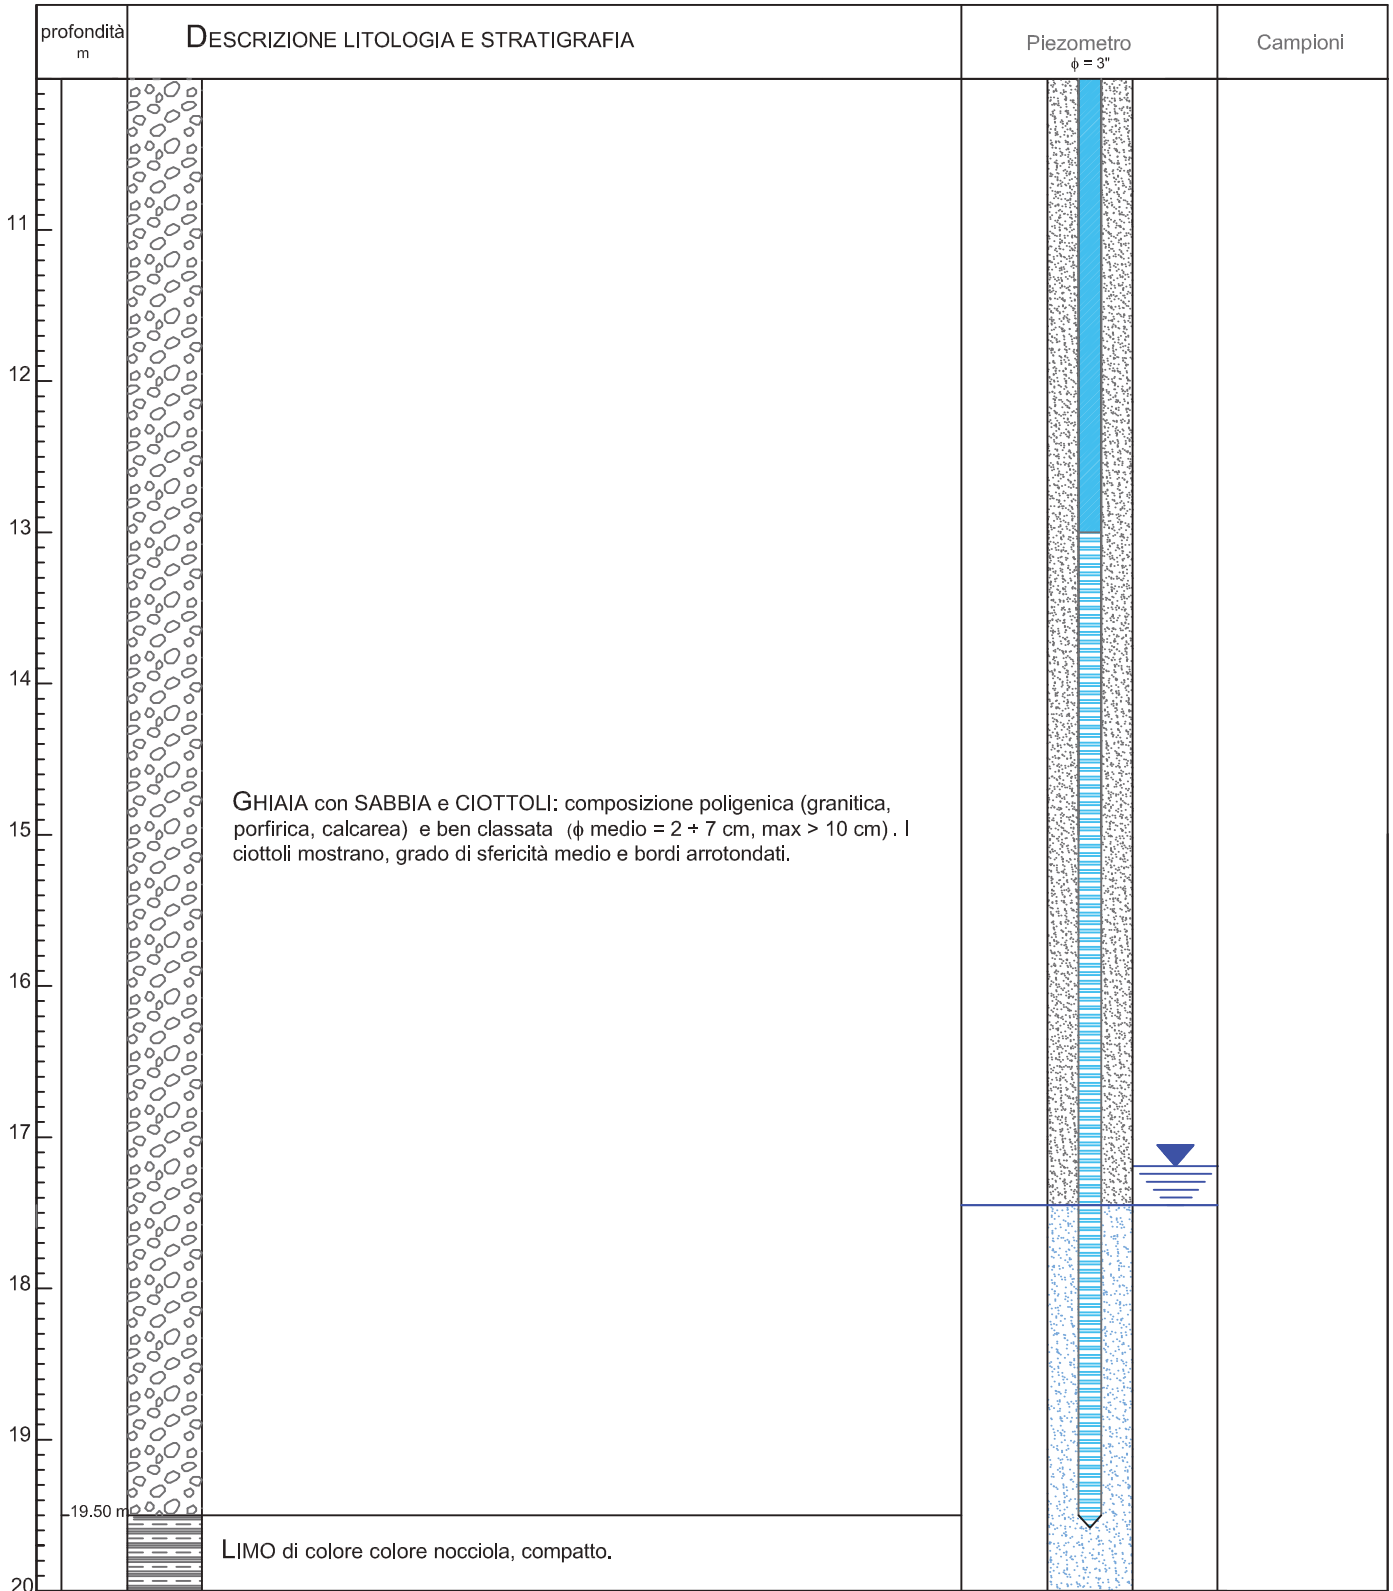 profondità
m
DESCRIZIONE LITOLOGIA E STRATIGRAFIA
Piezometro
ϕ = 3"
Campioni
11
12
13
14
GHIAIA con SABBIA e CIOTTOLI: composizione poligenica (granitica,
porfirica, calcarea) e ben classata (ϕ medio = 2 ÷ 7 cm, max > 10 cm). I
ciottoli mostrano, grado di sfericità medio e bordi arrotondati.
15
16
17
18
19
19.50 m
LIMO di colore colore nocciola, compatto.
20